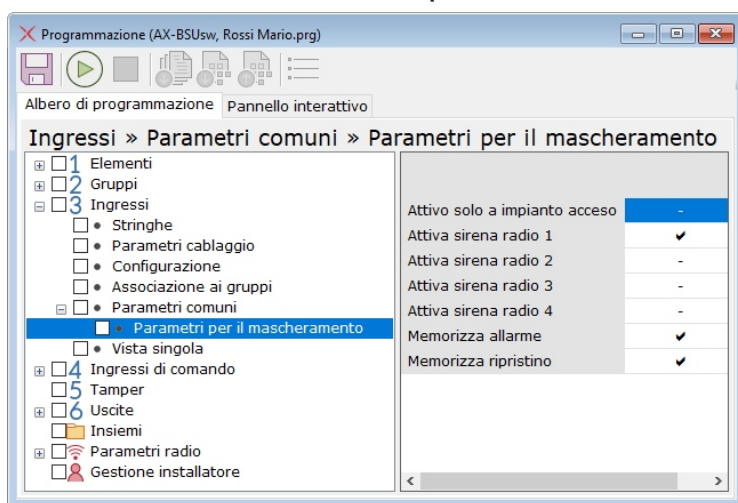 Programmazione (AX-BSUsw, Rossi Mario.prg)
Albero di programmazione Pannello interattivo
Ingressi » Parametri comuni » Parametri per il mascheramento
1 Elementi
2 Gruppi
3 Ingressi
Stringhe
Parametri cablaggio
Configurazione
Associazione ai gruppi
Parametri comuni
Parametri per il mascheramento
Vista singola
4 Ingressi di comando
5 Tamper
6 Uscite
Insiemi
Parametri radio
Gestione installatore
Attivo solo a impianto acceso -
Attiva sirena radio 1 ✔
Attiva sirena radio 2 -
Attiva sirena radio 3 -
Attiva sirena radio 4 -
Memorizza allarme ✔
Memorizza ripristino ✔